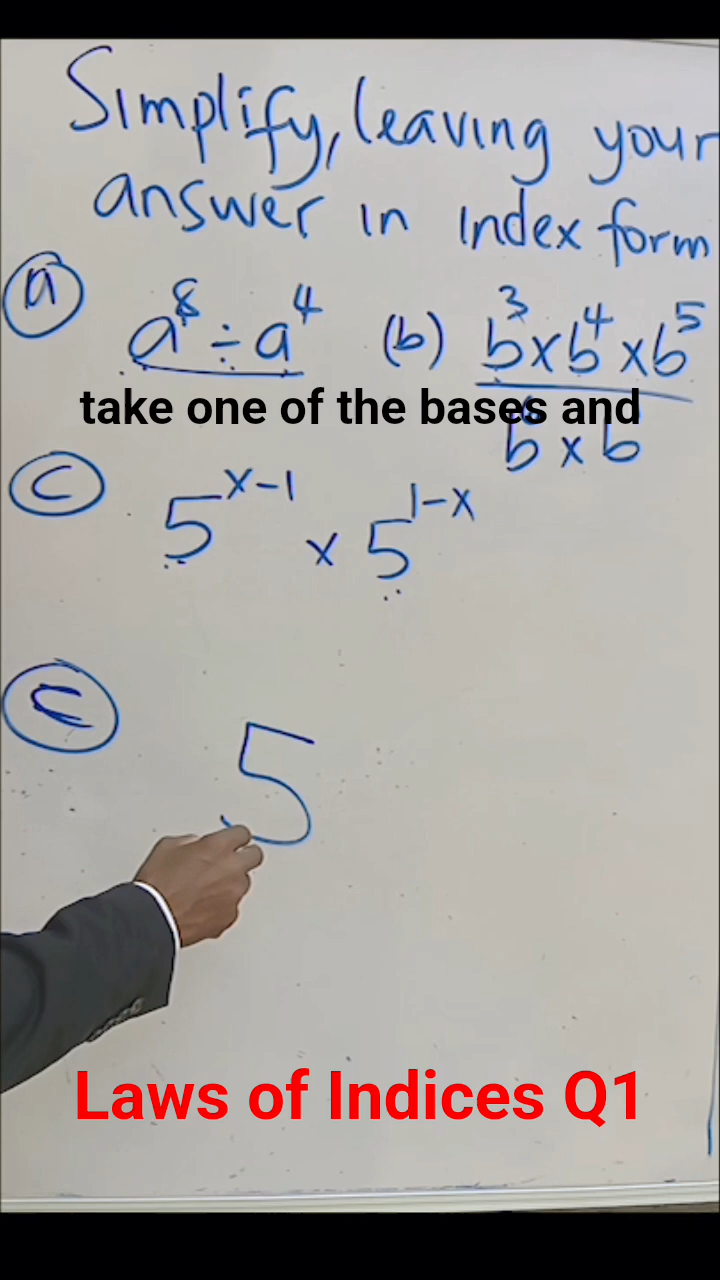 Simplify, leaving your
answer in index form
(a) a⁸ ÷ a⁴ (b) b³ x b⁴ x b⁵
take one of the bases and
b x b
(c) 5ˣ⁻¹ x 5¹⁻ˣ
(c) 5
Laws of Indices Q1